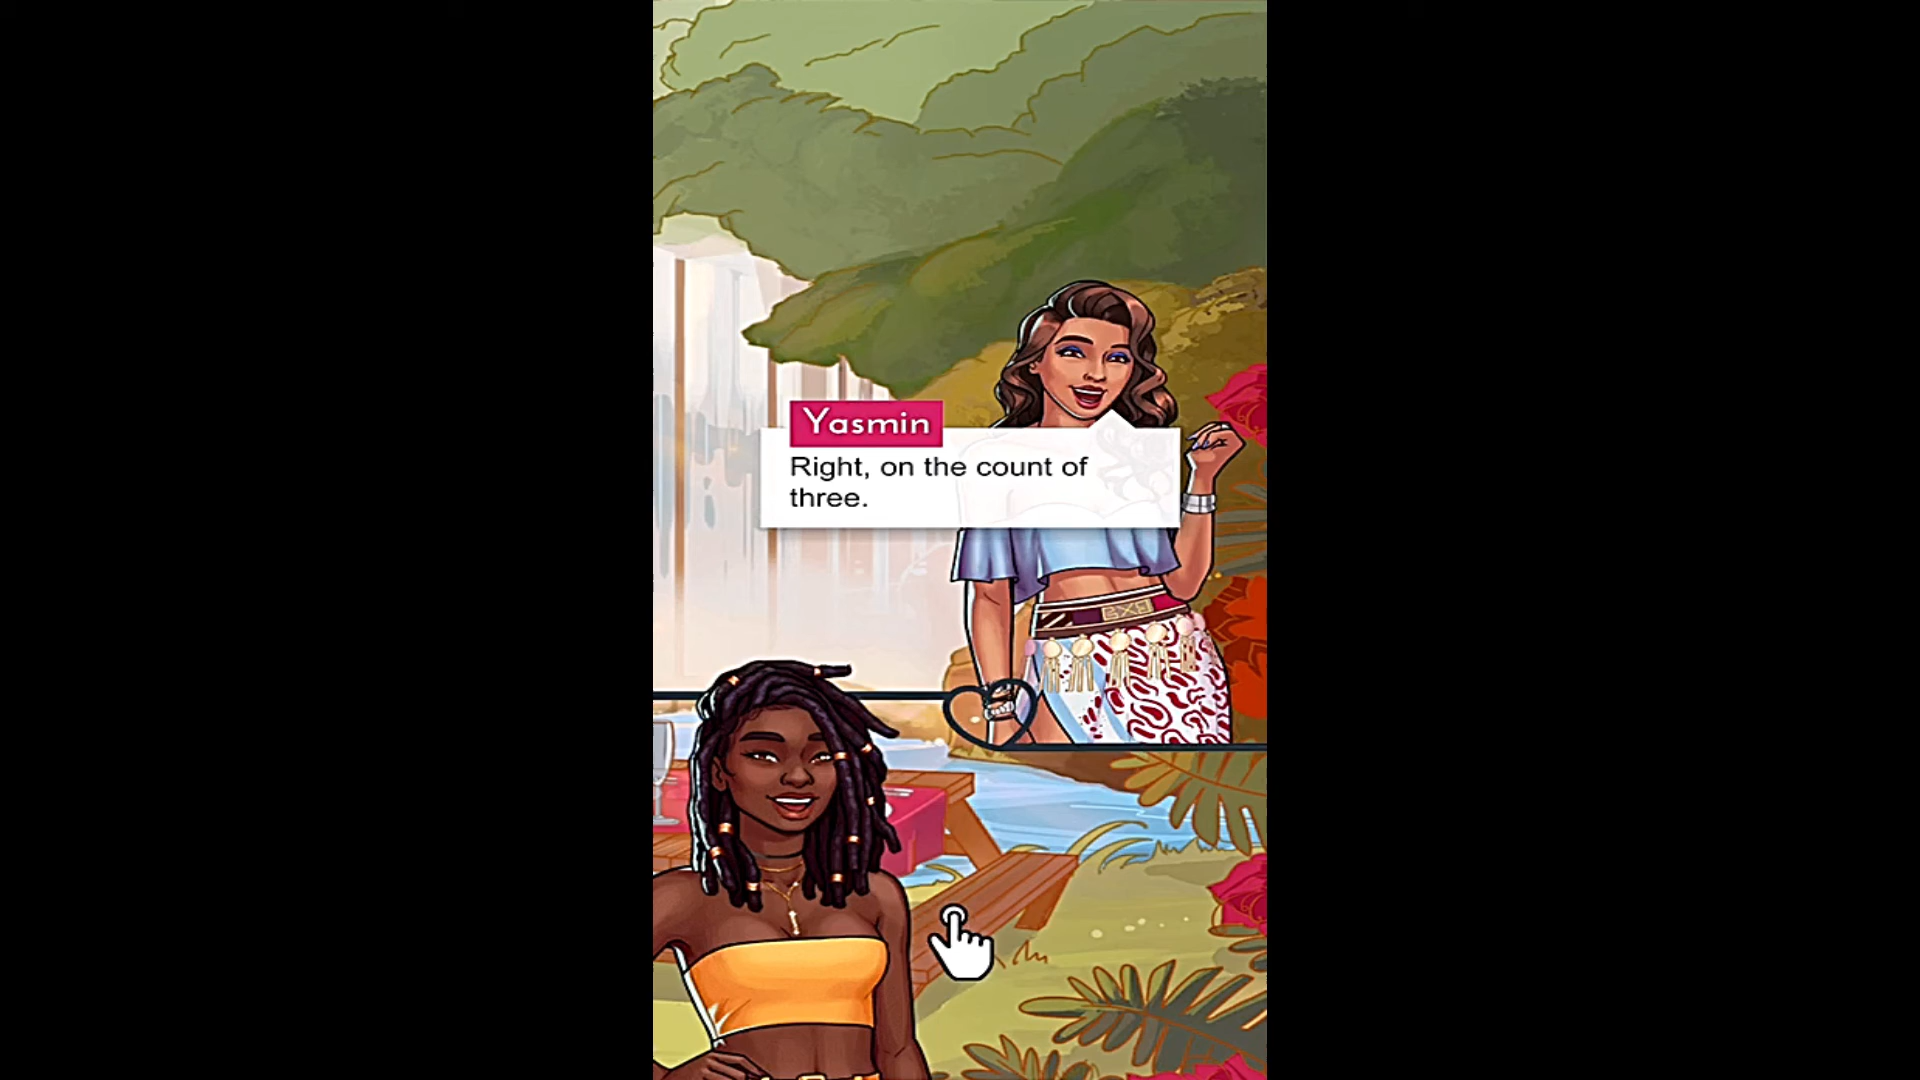 Yasmin
Right, on the count of
three.